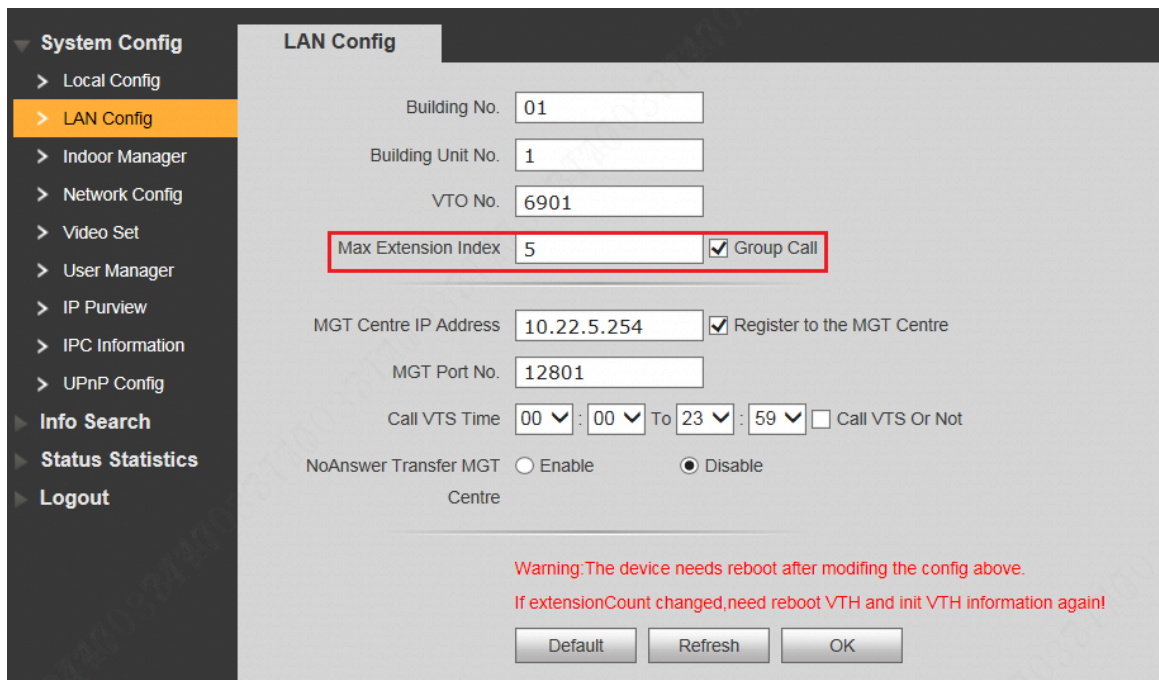 System Config
Local Config
LAN Config
Indoor Manager
Network Config
Video Set
User Manager
IP Purview
IPC Information
UPnP Config
Info Search
Status Statistics
Logout
LAN Config
Building No. 01
Building Unit No. 1
VTO No. 6901
Max Extension Index 5 Group Call
MGT Centre IP Address 10.22.5.254 Register to the MGT Centre
MGT Port No. 12801
Call VTS Time 00 : 00 To 23 : 59 Call VTS Or Not
NoAnswer Transfer MGT Enable Disable
Centre
Warning:The device needs reboot after modifing the config above.
If extensionCount changed,need reboot VTH and init VTH information again!
Default Refresh OK